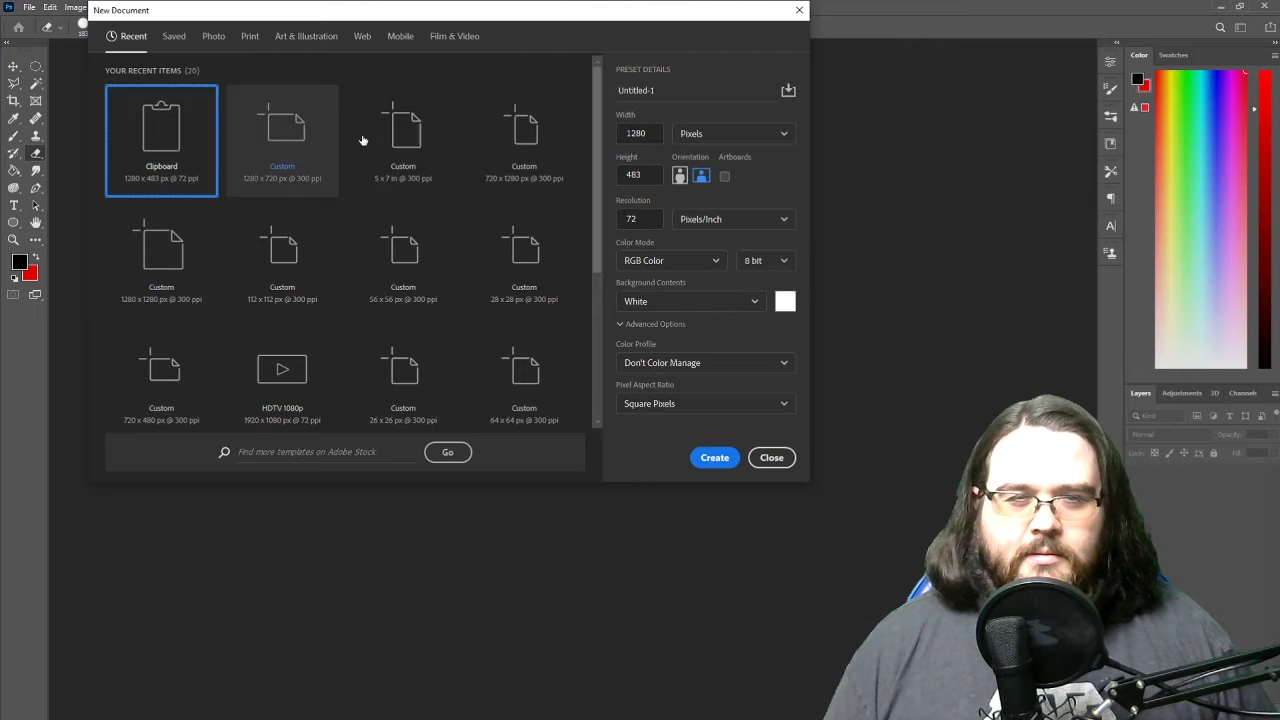 Ps File Edit Image
New Document
Recent Saved Photo Print Art & Illustration Web Mobile Film & Video
YOUR RECENT ITEMS (20)
Clipboard
1280 x 483 px @ 72 ppi
Custom
1280 x 720 px @ 300 ppi
Custom
5 x 7 in @ 300 ppi
Custom
720 x 1280 px @ 300 ppi
Custom
1280 x 1280 px @ 300 ppi
Custom
112 x 112 px @ 300 ppi
Custom
56 x 56 px @ 300 ppi
Custom
28 x 28 px @ 300 ppi
Custom
720 x 480 px @ 300 ppi
HDTV 1080p
1920 x 1080 px @ 72 ppi
Custom
26 x 26 px @ 300 ppi
Custom
64 x 64 px @ 300 ppi
Find more templates on Adobe Stock
Go
PRESET DETAILS
Untitled-1
Width
1280 Pixels
Height Orientation Artboards
483
Resolution
72 Pixels/Inch
Color Mode
RGB Color 8 bit
Background Contents
White
Advanced Options
Color Profile
Don't Color Manage
Pixel Aspect Ratio
Square Pixels
Create Close
Color Swatches
Layers Adjustments 3D Channels
Kind
Normal Opacity:
Lock: Fill: